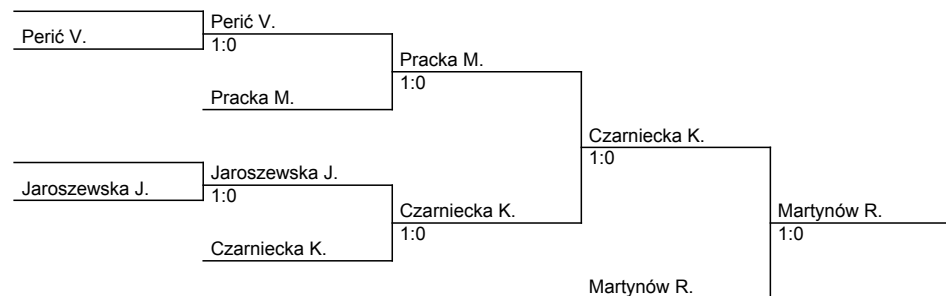 Perić V.
Perić V.
1:0
Pracka M.
Pracka M.
1:0
Jaroszewska J.
Jaroszewska J.
1:0
Czarniecka K.
Czarniecka K.
1:0
Czarniecka K.
1:0
Martynów R.
Martynów R.
1:0